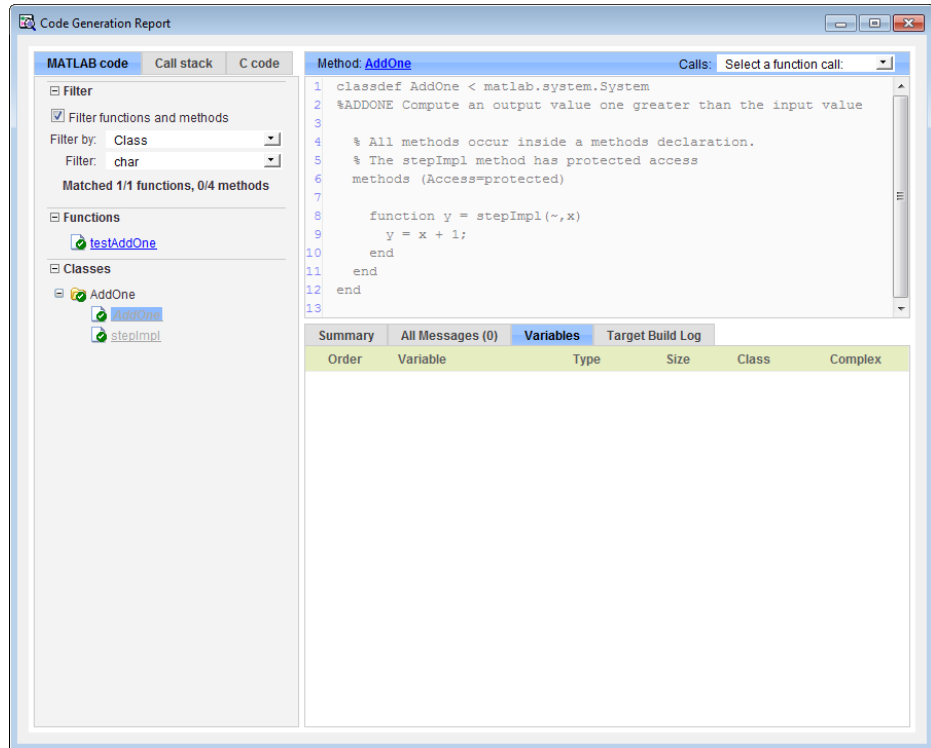 Code Generation Report
MATLAB code Call stack C code
Filter
Filter functions and methods
Filter by: Class
Filter: char
Matched 1/1 functions, 0/4 methods
Functions
testAddOne
Classes
AddOne
AddOne
stepImpl
Method: AddOne Calls: Select a function call:
1 classdef AddOne < matlab.system.System
2 %ADDONE Compute an output value one greater than the input value
3
4 % All methods occur inside a methods declaration.
5 % The stepImpl method has protected access
6 methods (Access=protected)
7
8 function y = stepImpl(~,x)
9 y = x + 1;
10 end
11 end
12 end
13
Summary All Messages (0) Variables Target Build Log
Order Variable Type Size Class Complex